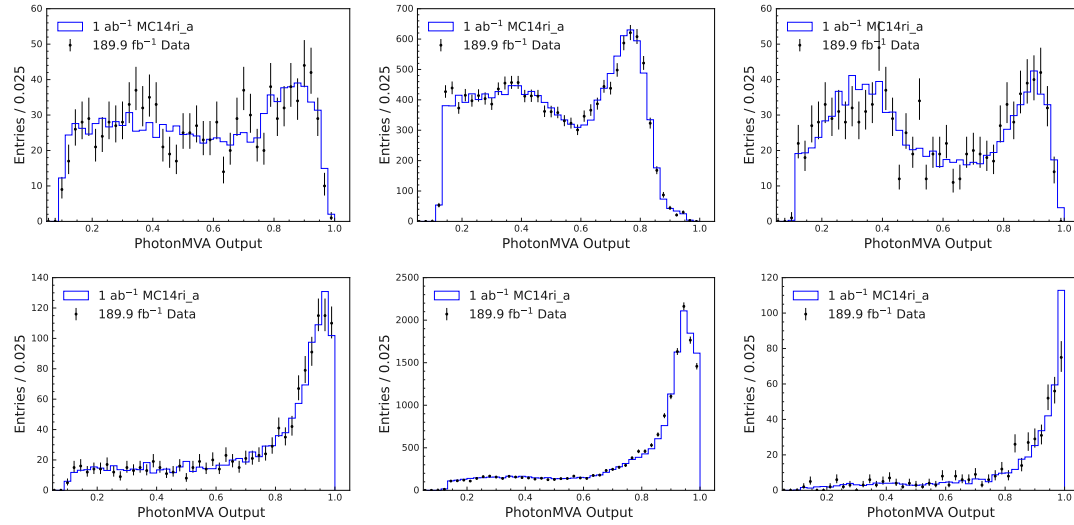 60
50
40
30
20
10
0
Entries / 0.025
1 ab⁻¹ MC14ri_a
189.9 fb⁻¹ Data
0.2 0.4 0.6 0.8 1.0
PhotonMVA Output
0.025
700
600
500
400
300
200
100
0
Entries / 0.025
1 ab⁻¹ MC14ri_a
189.9 fb⁻¹ Data
0.2 0.4 0.6 0.8 1.0
PhotonMVA Output
60
50
40
30
20
10
0
Entries / 0.025
1 ab⁻¹ MC14ri_a
189.9 fb⁻¹ Data
0.2 0.4 0.6 0.8 1.0
PhotonMVA Output
140
120
100
80
60
40
20
0
Entries / 0.025
1 ab⁻¹ MC14ri_a
189.9 fb⁻¹ Data
0.2 0.4 0.6 0.8 1.0
PhotonMVA Output
2500
2000
1500
1000
500
0
Entries / 0.025
1 ab⁻¹ MC14ri_a
189.9 fb⁻¹ Data
0.2 0.4 0.6 0.8 1.0
PhotonMVA Output
120
100
80
60
40
20
0
Entries / 0.025
1 ab⁻¹ MC14ri_a
189.9 fb⁻¹ Data
0.2 0.4 0.6 0.8 1.0
PhotonMVA Output